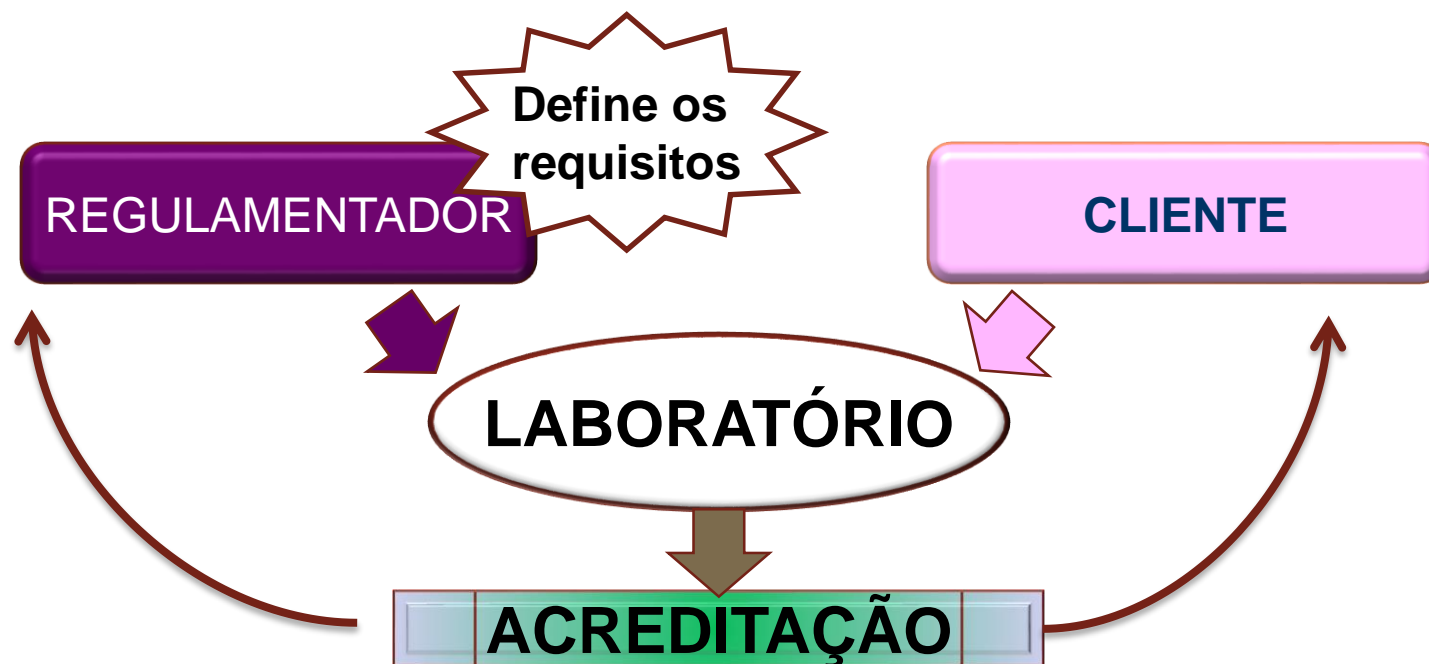 Define os
requisitos
REGULAMENTADOR
CLIENTE
LABORATÓRIO
ACREDITAÇÃO